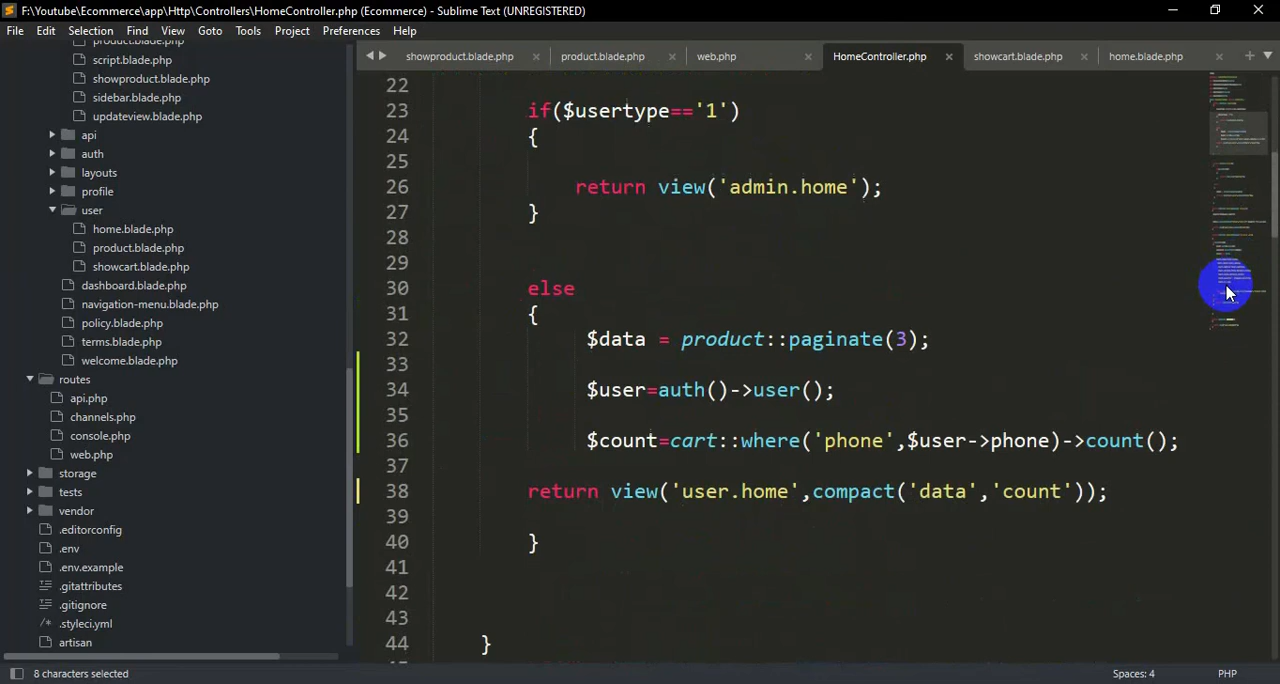 F:\Youtube\Ecommerce\app\Http\Controllers\HomeController.php (Ecommerce) - Sublime Text (UNREGISTERED)
File Edit Selection Find View Goto Tools Project Preferences Help
product.blade.php
script.blade.php
showproduct.blade.php
sidebar.blade.php
updateview.blade.php
api
auth
layouts
profile
user
home.blade.php
product.blade.php
showcart.blade.php
dashboard.blade.php
navigation-menu.blade.php
policy.blade.php
terms.blade.php
welcome.blade.php
routes
api.php
channels.php
console.php
web.php
storage
tests
vendor
.editorconfig
.env
.env.example
.gitattributes
.gitignore
.styleci.yml
artisan
showproduct.blade.php product.blade.php web.php HomeController.php showcart.blade.php home.blade.php
22
23 if($usertype=='1')
24 {
25
26 return view('admin.home');
27 }
28
29
30 else
31 {
32 $data = product::paginate(3);
33
34 $user=auth()->user();
35
36 $count=cart::where('phone',$user->phone)->count();
37
38 return view('user.home',compact('data','count'));
39
40 }
41
42
43
44 }
8 characters selected Spaces: 4 PHP